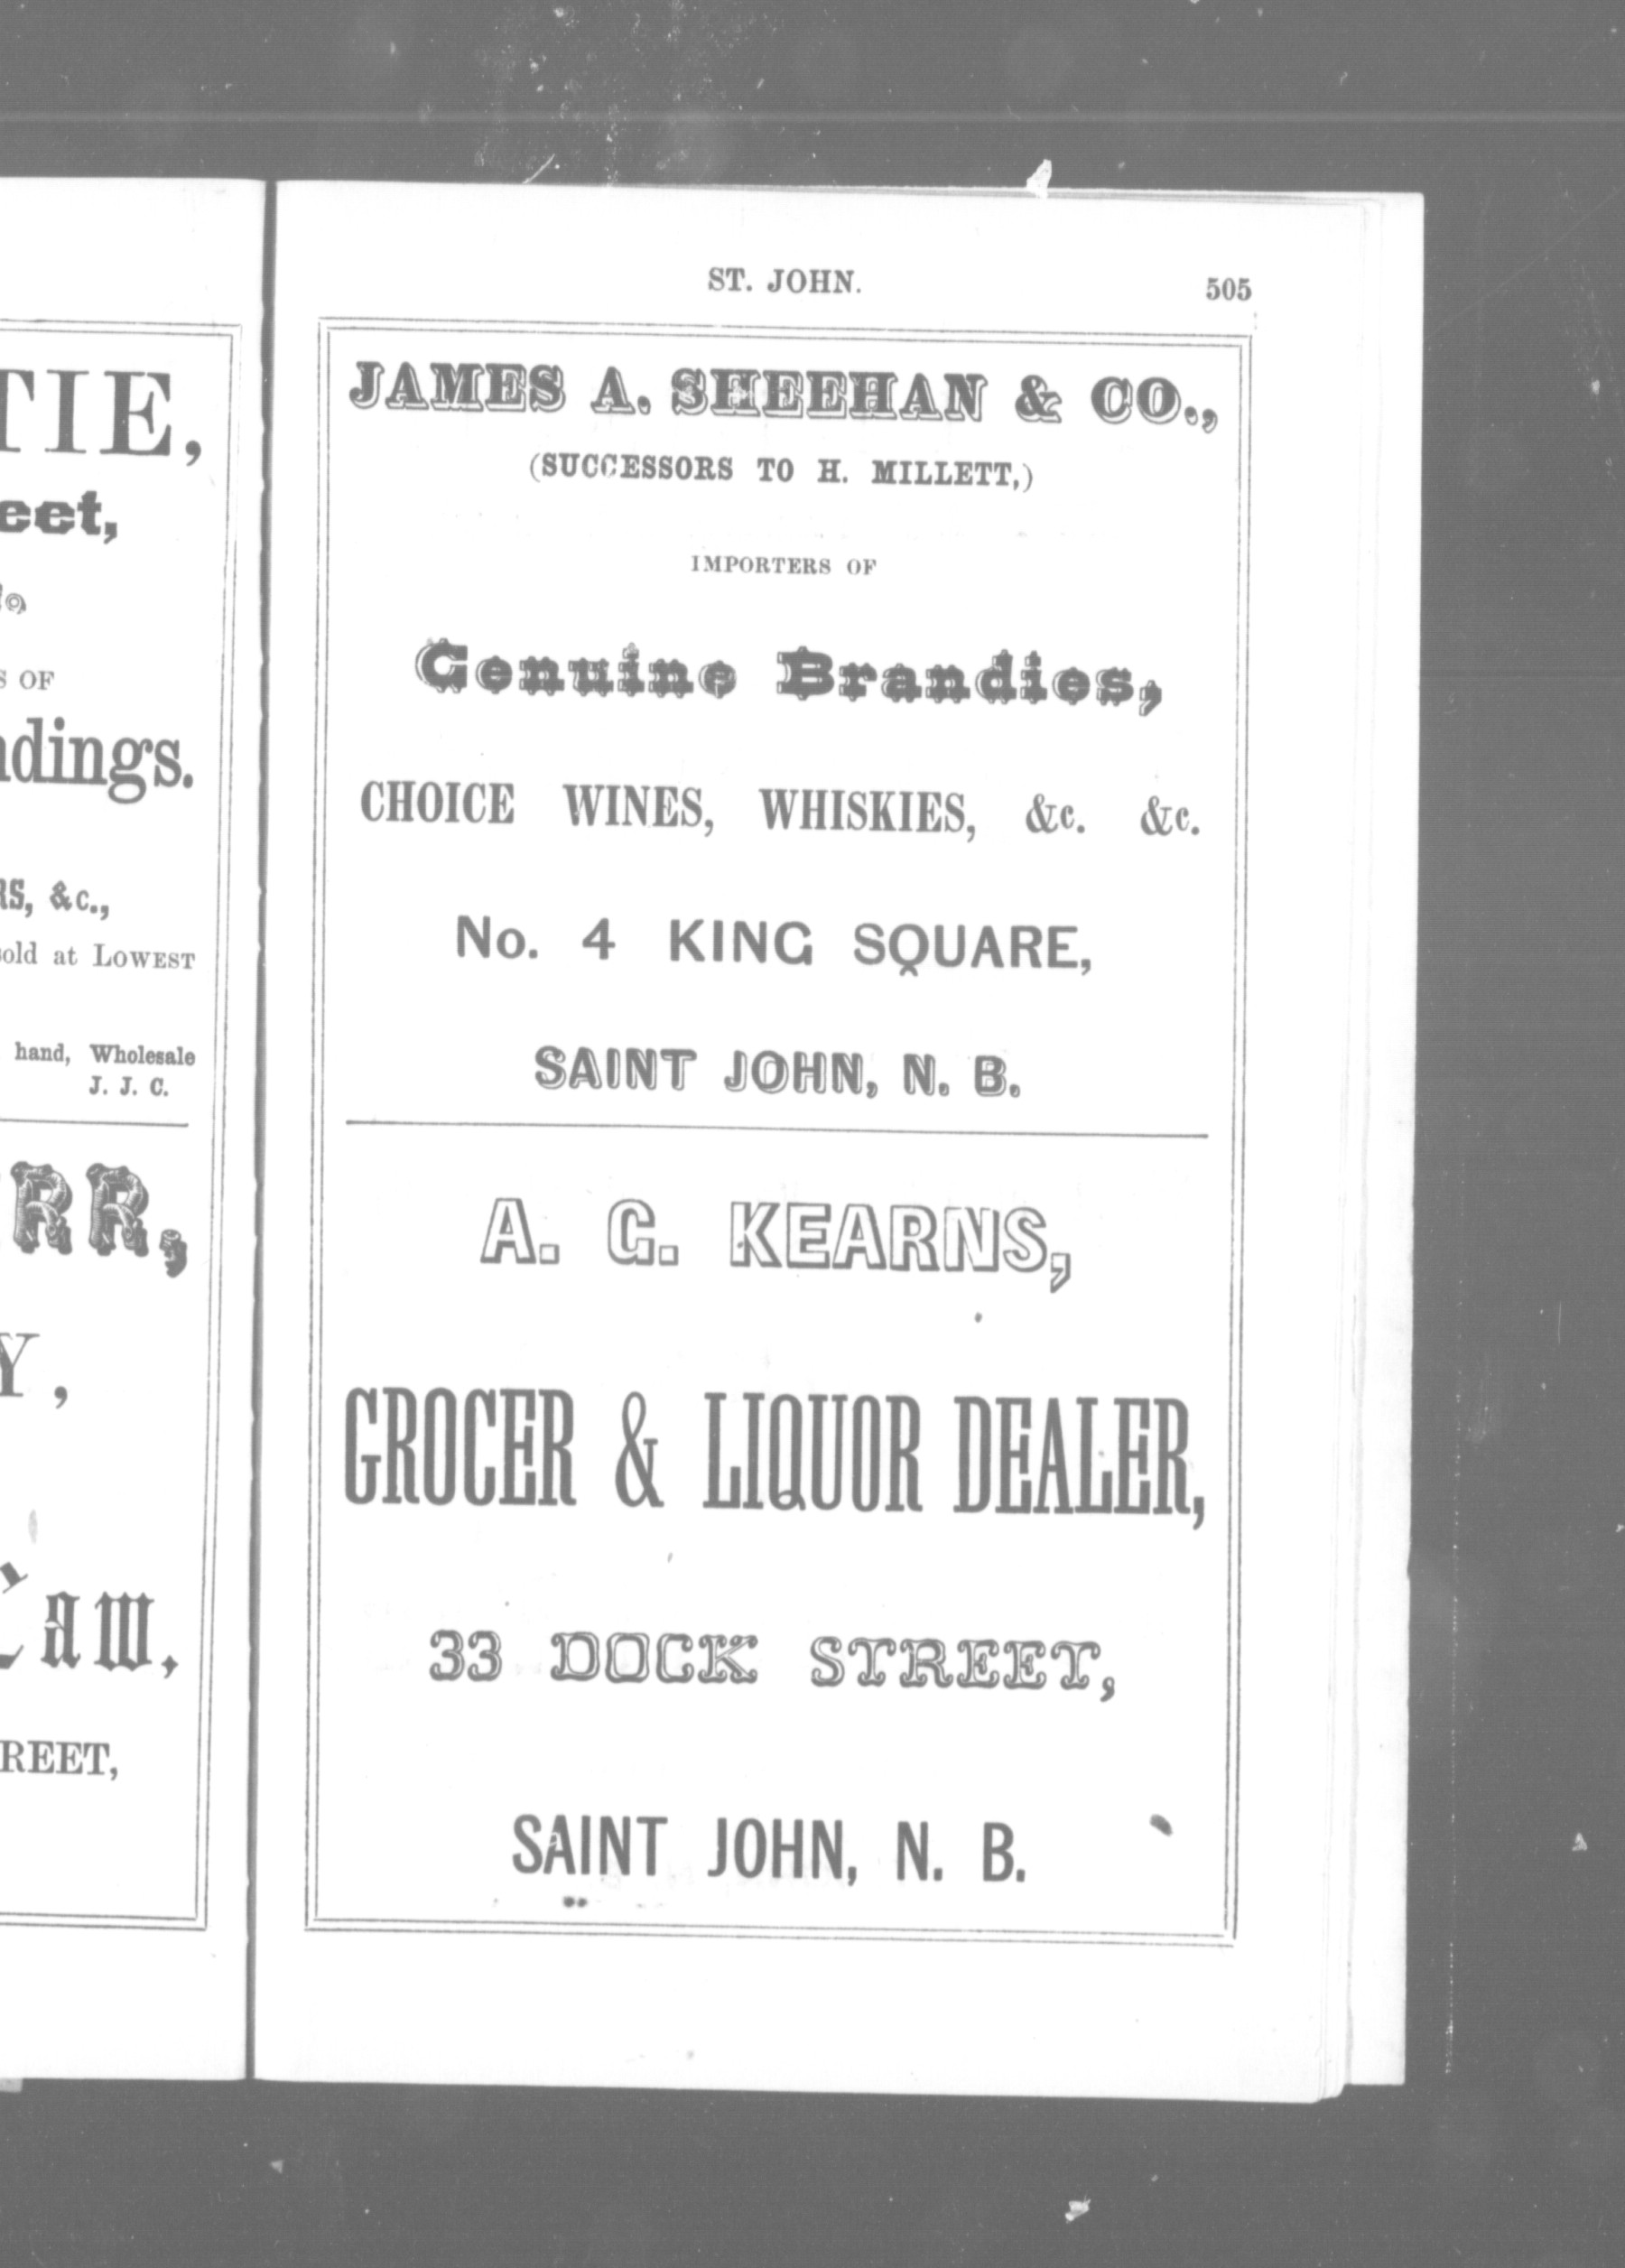 TIE,
eet,
S OF
dings.
RS, &c.,
sold at LOWEST
hand, Wholesale
J. J. C.
RR,
Y,
Law,
REET,
ST. JOHN. 505
JAMES A. SHEEHAN & CO.,
(SUCCESSORS TO H. MILLETT,)
IMPORTERS OF
Genuine Brandies,
CHOICE WINES, WHISKIES, &c. &c.
No. 4 KING SQUARE,
SAINT JOHN, N. B.
A. G. KEARNS,
GROCER & LIQUOR DEALER,
33 DOCK STREET,
SAINT JOHN, N. B.